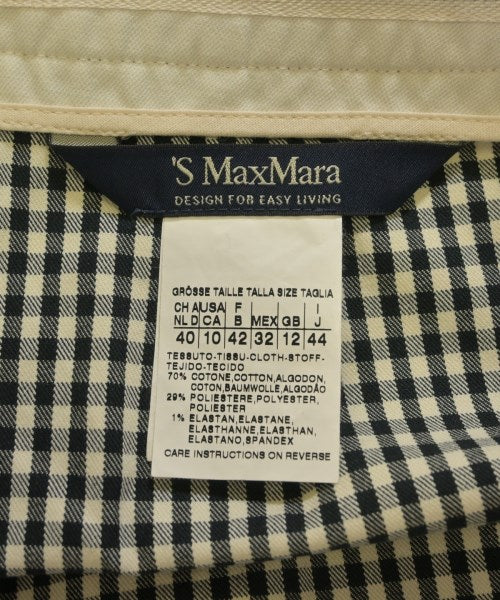 'S MaxMara
DESIGN FOR EASY LIVING
GRÖSSE TAILLE TALLA SIZE TAGLIA
CH A USA F I I I
NL D CA B MEX GB J
40 10 42 32 12 44
TESSUTO-TISSU-CLOTH-STOFF-
TEJIDO-TECIDO
70% COTONE,COTTON,ALGODON,
COTON,BAUMWOLLE,ALGODÃO
29% POLIESTERE,POLYESTER,
POLIESTER
1% ELASTAN,ELASTANE,
ELASTHANNE,ELASTHAN,
ELASTANO,SPANDEX
CARE INSTRUCTIONS ON REVERSE